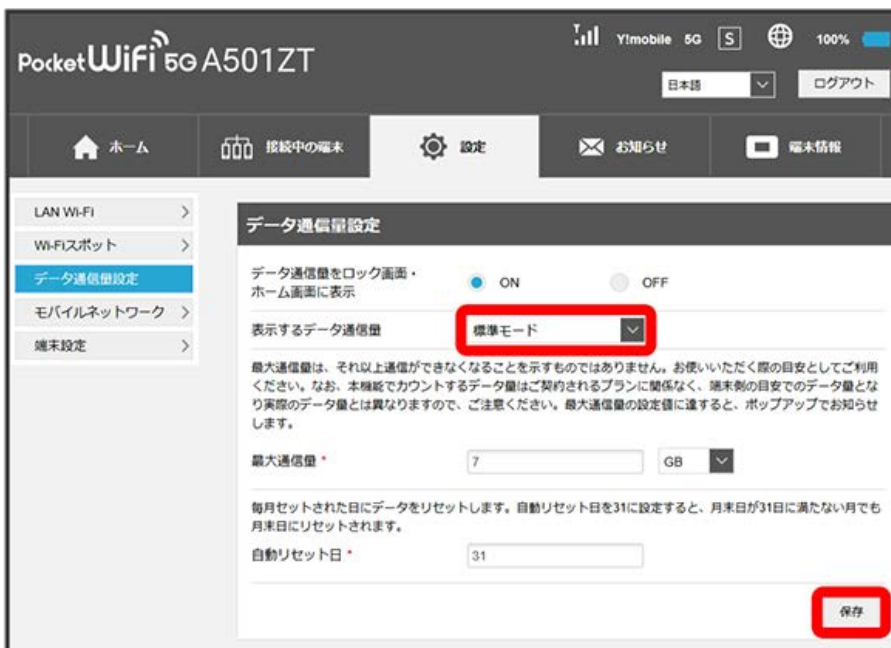 Pocket WiFi 5G A501ZT
Y!mobile 5G S 100%
日本語 ログアウト
ホーム 接続中の端末 設定 お知らせ 端末情報
LAN Wi-Fi
Wi-Fiスポット
データ通信量設定
モバイルネットワーク
端末設定
データ通信量設定
データ通信量をロック画面・
ホーム画面に表示
ON OFF
表示するデータ通信量 標準モード
最大通信量は、それ以上通信ができなくなることを示すものではありません。お使いいただく際の目安としてご利用
ください。なお、本機能でカウントするデータ量はご契約されるプランに関係なく、端末側の目安でのデータ量とな
り実際のデータ量とは異なりますので、ご注意ください。最大通信量の設定値に達すると、ポップアップでお知らせ
します。
最大通信量 * 7 GB
毎月セットされた日にデータをリセットします。自動リセット日を31に設定すると、月末日が31日に満たない月でも
月末日にリセットされます。
自動リセット日 * 31
保存